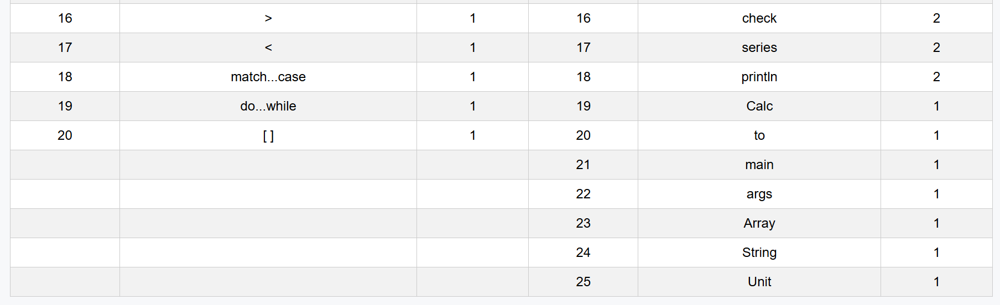 16 > 1 16 check 2
17 < 1 17 series 2
18 match...case 1 18 println 2
19 do...while 1 19 Calc 1
20 [ ] 1 20 to 1
21 main 1
22 args 1
23 Array 1
24 String 1
25 Unit 1